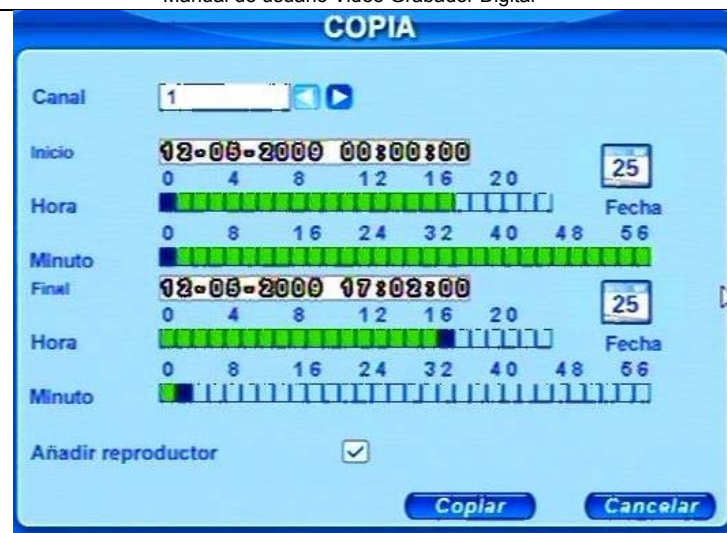 Manual de usuario Video Grabador Digital
COPIA
Canal 1
Inicio 12-05-2009 00:00:00 25
0 4 8 12 16 20
Hora Fecha
0 8 16 24 32 40 48 56
Minuto
Final 12-05-2009 17:02:00 25
0 4 8 12 16 20
Hora Fecha
0 8 16 24 32 40 48 56
Minuto
Añadir reproductor
Copiar Cancelar